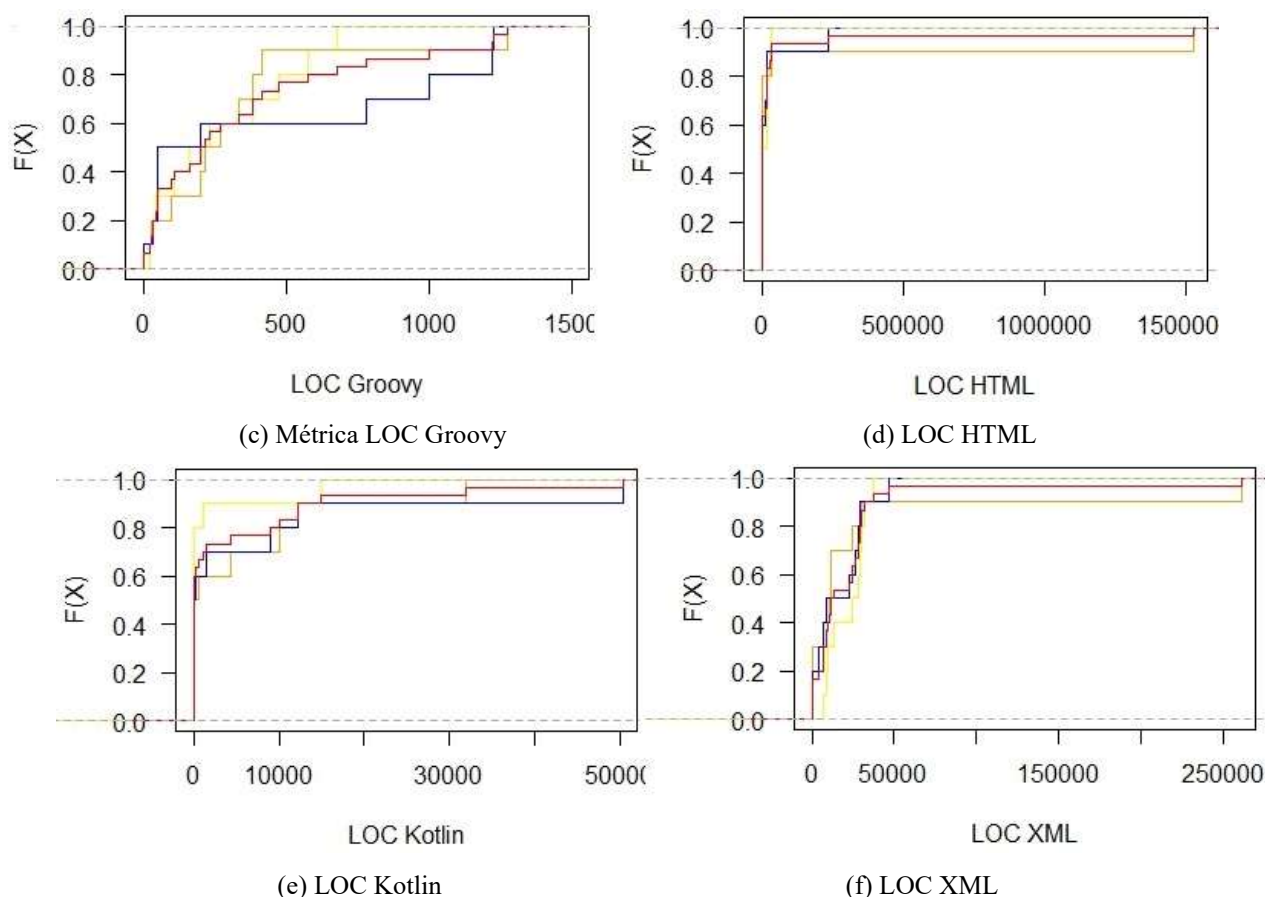 1.0
0.8
0.6
0.4
0.2
0.0
F(X)
0 500 1000 1500
LOC Groovy
(c) Métrica LOC Groovy
1.0
0.8
0.6
0.4
0.2
0.0
F(X)
0 500000 1000000 150000
LOC HTML
(d) LOC HTML
1.0
0.8
0.6
0.4
0.2
0.0
F(X)
0 10000 30000 50000
LOC Kotlin
(e) LOC Kotlin
1.0
0.8
0.6
0.4
0.2
0.0
F(X)
0 50000 150000 250000
LOC XML
(f) LOC XML